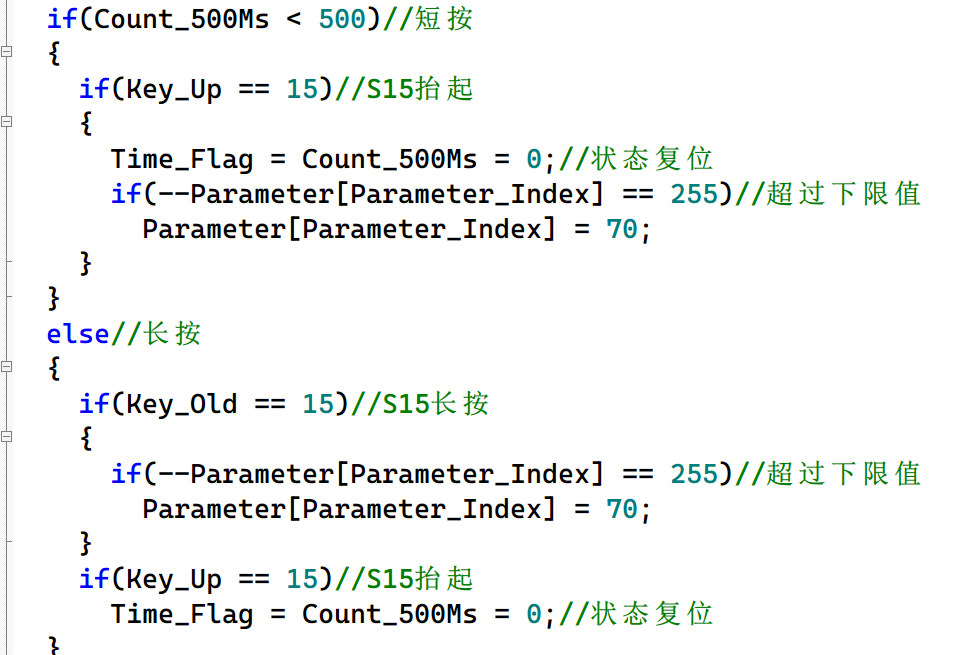 if(Count_500Ms < 500)//短按
{
if(Key_Up == 15)//S15抬起
{
Time_Flag = Count_500Ms = 0;//状态复位
if(--Parameter[Parameter_Index] == 255)//超过下限值
Parameter[Parameter_Index] = 70;
}
}
else//长按
{
if(Key_Old == 15)//S15长按
{
if(--Parameter[Parameter_Index] == 255)//超过下限值
Parameter[Parameter_Index] = 70;
}
if(Key_Up == 15)//S15抬起
Time_Flag = Count_500Ms = 0;//状态复位
}